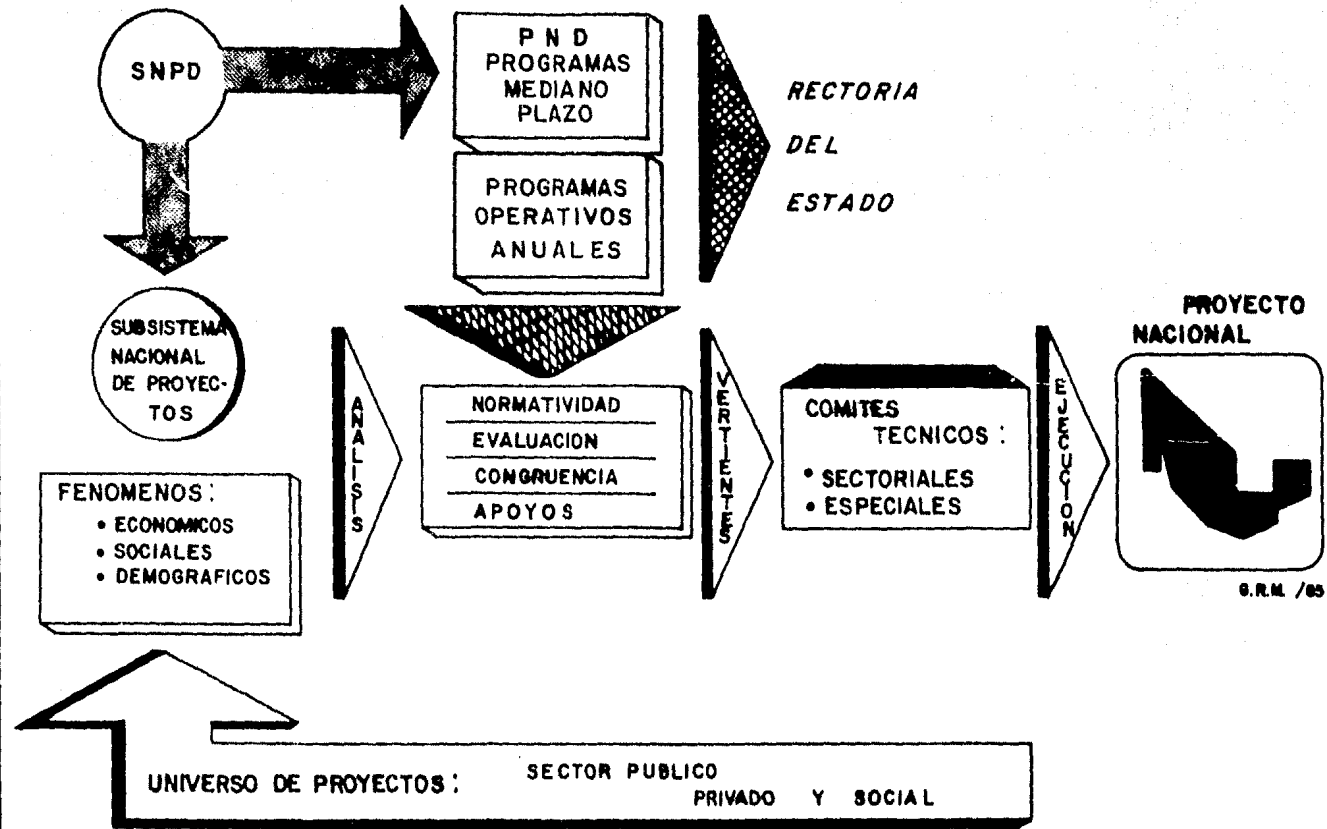 SNPD
P N D
PROGRAMAS
MEDIANO
PLAZO
PROGRAMAS
OPERATIVOS
ANUALES
RECTORIA
DEL
ESTADO
SUBSISTEMA
NACIONAL
DE PROYEC-
TOS
FENOMENOS:
• ECONOMICOS
• SOCIALES
• DEMOGRAFICOS
ANALISIS
NORMATIVIDAD
EVALUACION
CONGRUENCIA
APOYOS
VERTIENTES
COMITES
TECNICOS :
• SECTORIALES
• ESPECIALES
EJECUCION
PROYECTO
NACIONAL
G.R.M. /85
UNIVERSO DE PROYECTOS: SECTOR PUBLICO
PRIVADO Y SOCIAL